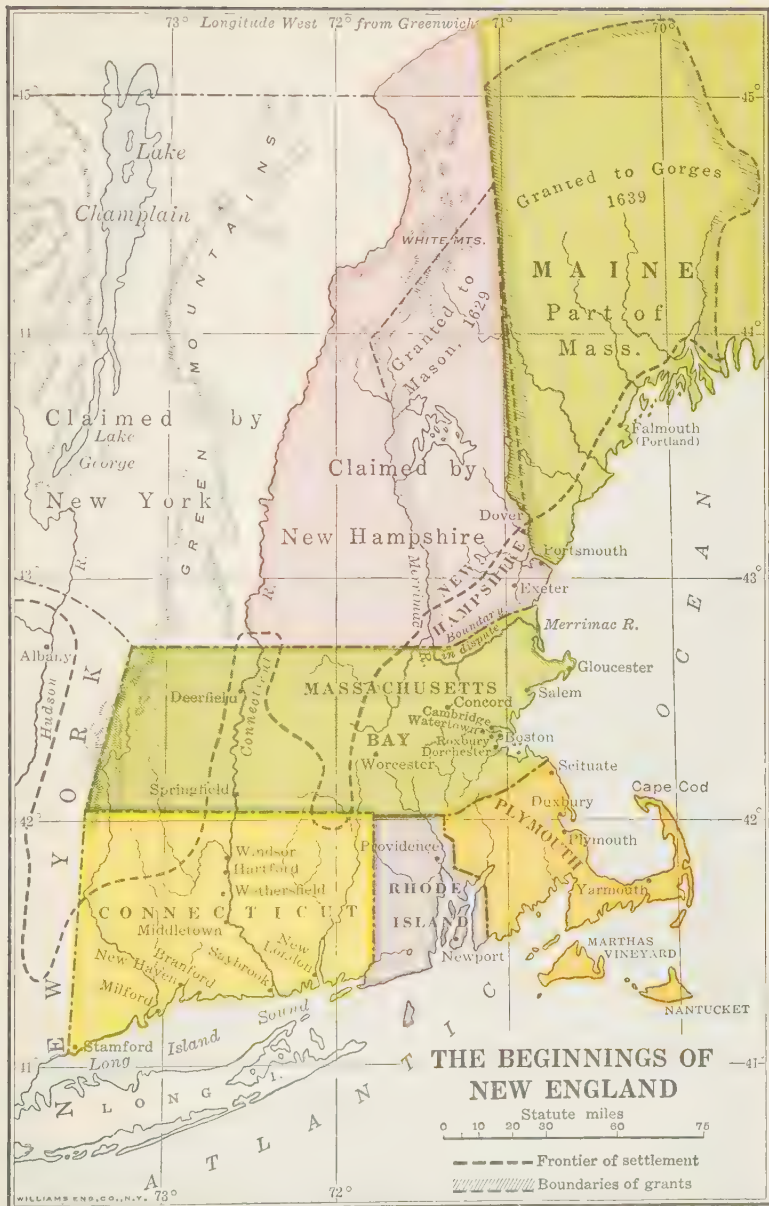 73° Longitude West 72° from Greenwich 71° 70°
45° 45°
Lake
Champlain
GREEN MOUNTAINS
WHITE MTS.
Granted to Gorges
1639
MAINE
Part of
Mass.
Granted to
Mason, 1629
Claimed by
New York
Lake
George
Claimed by
New Hampshire
Falmouth
(Portland)
Dover
Portsmouth
NEW
HAMPSHIRE
Exeter
Merrimac R.
43° 43°
Boundary
in dispute
Merrimac R.
Albany
Hudson R.
Connecticut R.
Deerfield
MASSACHUSETTS
BAY
Gloucester
Salem
Concord
Cambridge
Watertown
Boston
Roxbury
Dorchester
Worcester
Springfield
Scituate
Duxbury
Cape Cod
42° 42°
PLYMOUTH
Plymouth
Yarmouth
Providence
RHODE
ISLAND
Newport
Windsor
Hartford
Wethersfield
CONNECTICUT
Middletown
New London
Saybrook
Branford
New Haven
Milford
MARTHAS
VINEYARD
NANTUCKET
Stamford
Long Island Sound
LONG I.
NEW YORK
ATLANTIC
OCEAN
41° 41°
THE BEGINNINGS OF
NEW ENGLAND
Statute miles
0 10 20 30 60 75
Frontier of settlement
Boundaries of grants
WILLIAMS ENG.CO., N.Y. 73° 72°